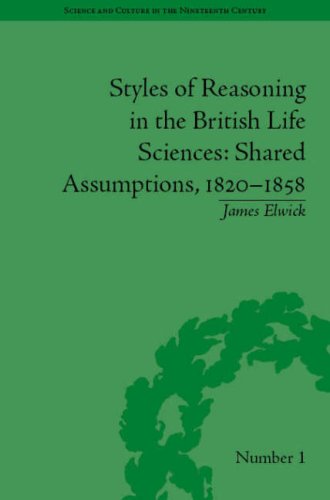 Science and Culture in the Nineteenth Century
Styles of Reasoning
in the British Life
Sciences: Shared
Assumptions, 1820–1858
James Elwick
Number 1